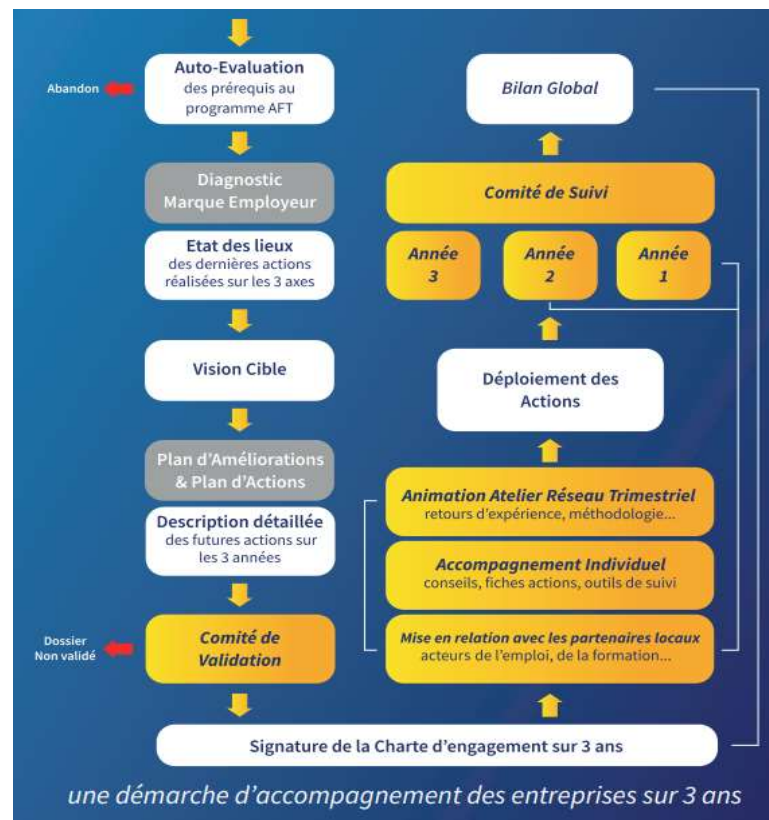 Auto-Evaluation
des prérequis au
programme AFT
Abandon
Diagnostic
Marque Employeur
Etat des lieux
des dernières actions
réalisées sur les 3 axes
Vision Cible
Plan d'Améliorations
& Plan d'Actions
Description détaillée
des futures actions sur
les 3 années
Comité de
Validation
Dossier
Non validé
Signature de la Charte d'engagement sur 3 ans
Mise en relation avec les partenaires locaux
acteurs de l'emploi, de la formation...
Accompagnement Individuel
conseils, fiches actions, outils de suivi
Animation Atelier Réseau Trimestriel
retours d'expérience, méthodologie...
Déploiement des
Actions
Année
3
Année
2
Année
1
Comité de Suivi
Bilan Global
une démarche d'accompagnement des entreprises sur 3 ans